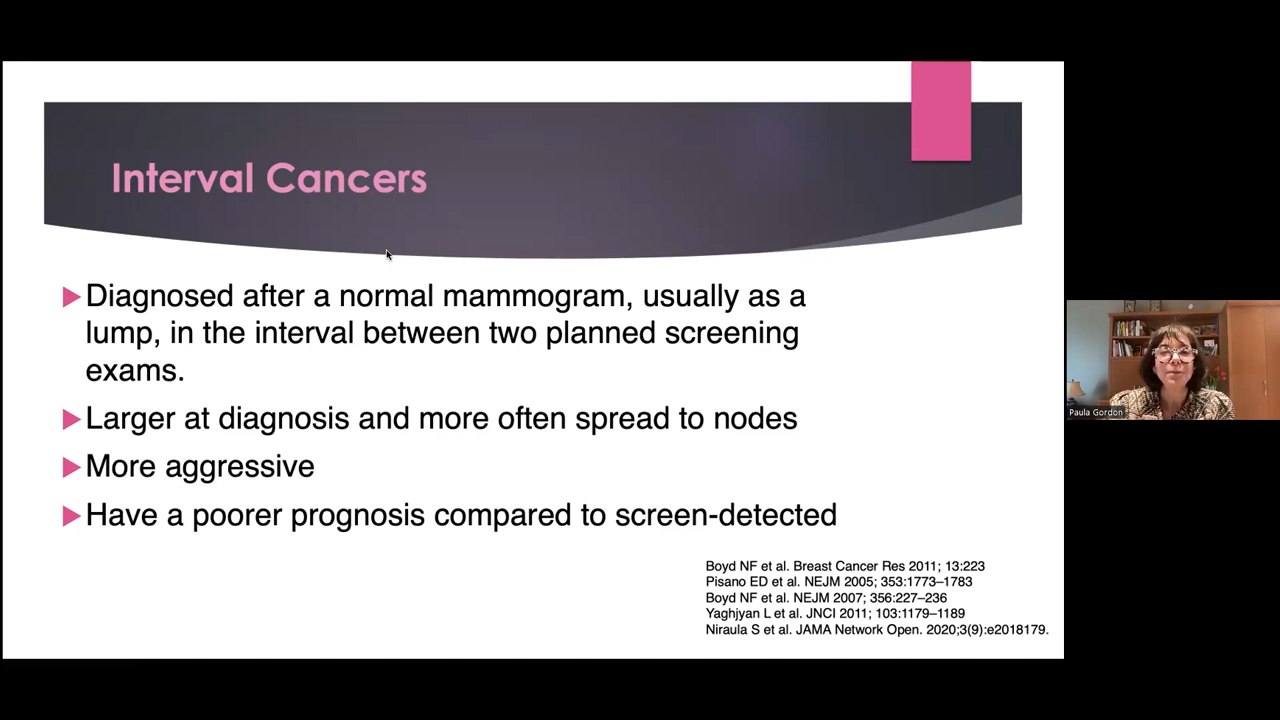 Interval Cancers
Diagnosed after a normal mammogram, usually as a
lump, in the interval between two planned screening
exams.
Larger at diagnosis and more often spread to nodes
More aggressive
Have a poorer prognosis compared to screen-detected
Boyd NF et al. Breast Cancer Res 2011; 13:223
Pisano ED et al. NEJM 2005; 353:1773–1783
Boyd NF et al. NEJM 2007; 356:227–236
Yaghjyan L et al. JNCI 2011; 103:1179–1189
Niraula S et al. JAMA Network Open. 2020;3(9):e2018179.
Paula Gordon